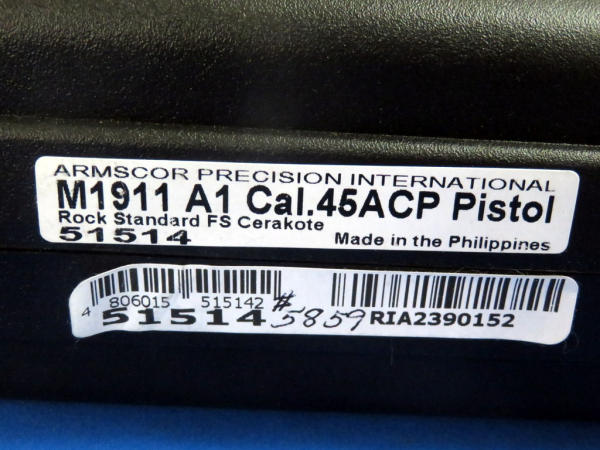 ARMSCOR PRECISION INTERNATIONAL
M1911 A1 Cal.45ACP Pistol
Rock Standard FS Cerakote
51514 Made in the Philippines
4 806015 515142 #
51514 5859 RIA2390152